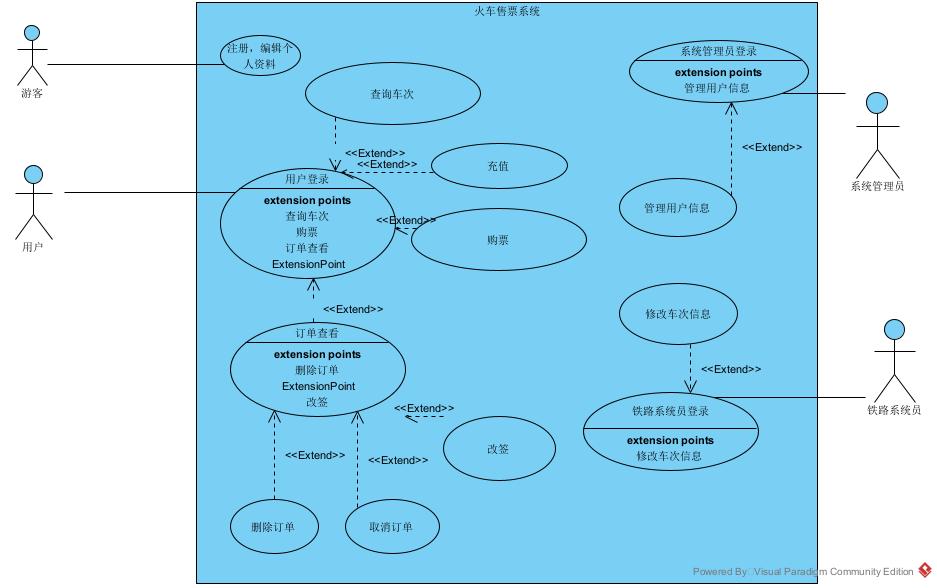 火车售票系统
游客
注册，编辑个
人资料
查询车次
系统管理员登录
extension points
管理用户信息
系统管理员
<<Extend>>
<<Extend>>
<<Extend>>
充值
用户
用户登录
extension points
查询车次
购票
订单查看
ExtensionPoint
<<Extend>>
购票
管理用户信息
<<Extend>>
修改车次信息
订单查看
extension points
删除订单
ExtensionPoint
改签
<<Extend>>
铁路系统员
铁路系统员登录
extension points
修改车次信息
<<Extend>>
改签
<<Extend>>
<<Extend>>
删除订单
取消订单
Powered By Visual Paradigm Community Edition